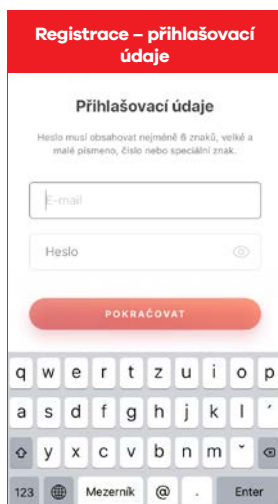 Registrace – přihlašovací
údaje
Přihlašovací údaje
Heslo musí obsahovat nejméně 6 znaků, velké a
malé písmeno, číslo nebo speciální znak.
E-mail
Heslo
POKRAČOVAT
q w e r t z u i o p
a s d f g h j k l ´
y x c v b n m ˇ
123 Mezerník @ . Enter